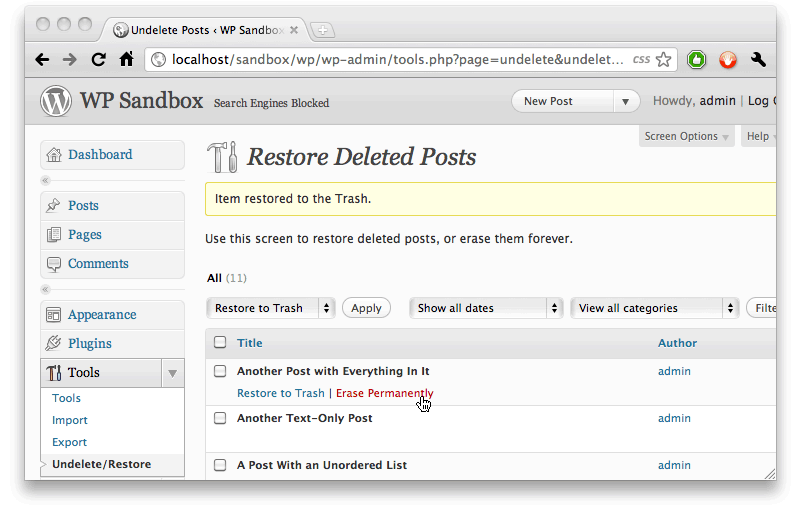 Undelete Posts ‹ WP Sandbox
localhost/sandbox/wp/wp-admin/tools.php?page=undelete&undelet... CSS
WP Sandbox Search Engines Blocked New Post Howdy, admin | Log
Screen Options Help
Dashboard
Posts
Pages
Comments
Appearance
Plugins
Tools
Tools
Import
Export
Undelete/Restore
Restore Deleted Posts
Item restored to the Trash.
Use this screen to restore deleted posts, or erase them forever.
All (11)
Restore to Trash Apply Show all dates View all categories Filte
Title Author
Another Post with Everything In It admin
Restore to Trash | Erase Permanently
Another Text-Only Post admin
A Post With an Unordered List admin